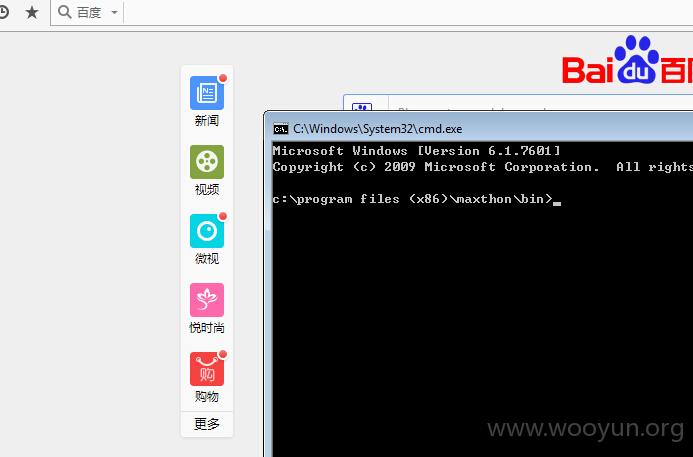 百度
Bai du 百度
新闻
视频
微视
悦时尚
购
购物
更多
C:\Windows\System32\cmd.exe
Microsoft Windows [Version 6.1.7601]
Copyright (c) 2009 Microsoft Corporation.  All rights
c:\program files (x86)\maxthon\bin>_
www.wooyun.org